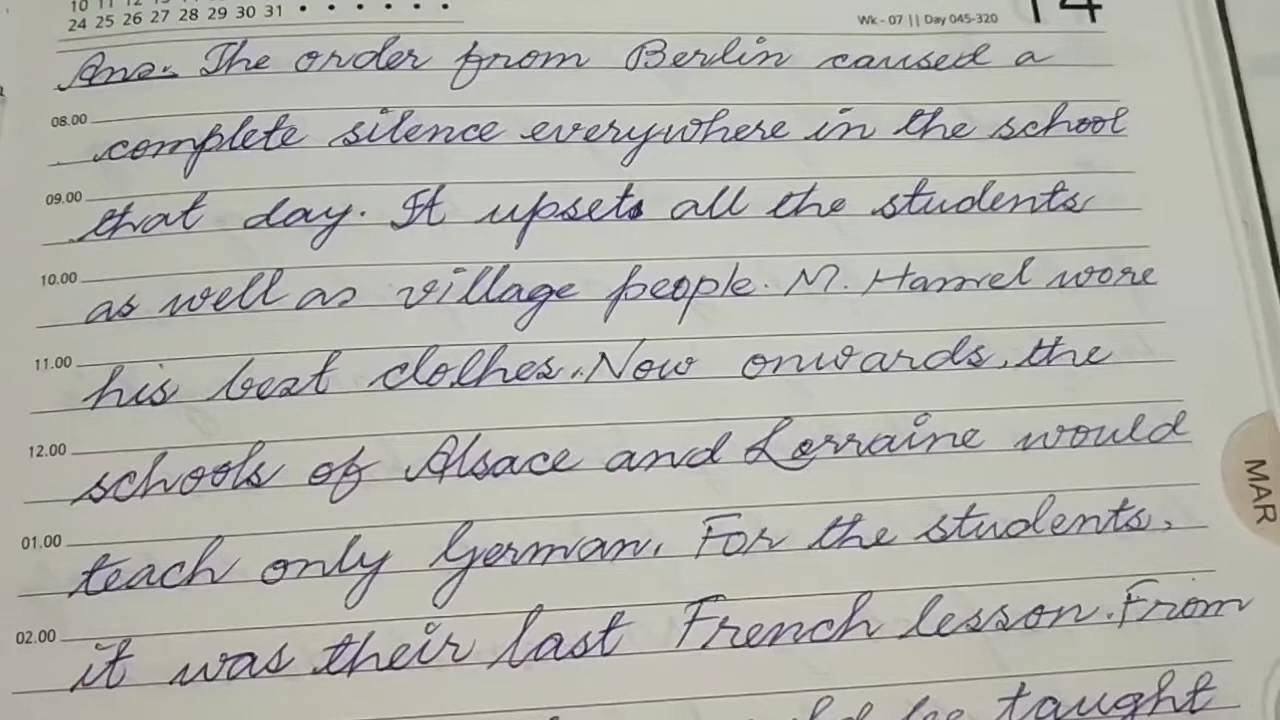 10 11 12 13
24 25 26 27 28 29 30 31
Wk - 07 || Day 045-320
14
Ans. The order from Berlin caused a
08.00
complete silence everywhere in the school
09.00
that day. It upsets all the students
10.00
as well as village people. M. Hamel wore
11.00
his best clothes. Now onwards, the
12.00
schools of Alsace and Lorraine would
01.00
teach only German. For the students,
02.00
it was their last French lesson. From
be taught
MAR